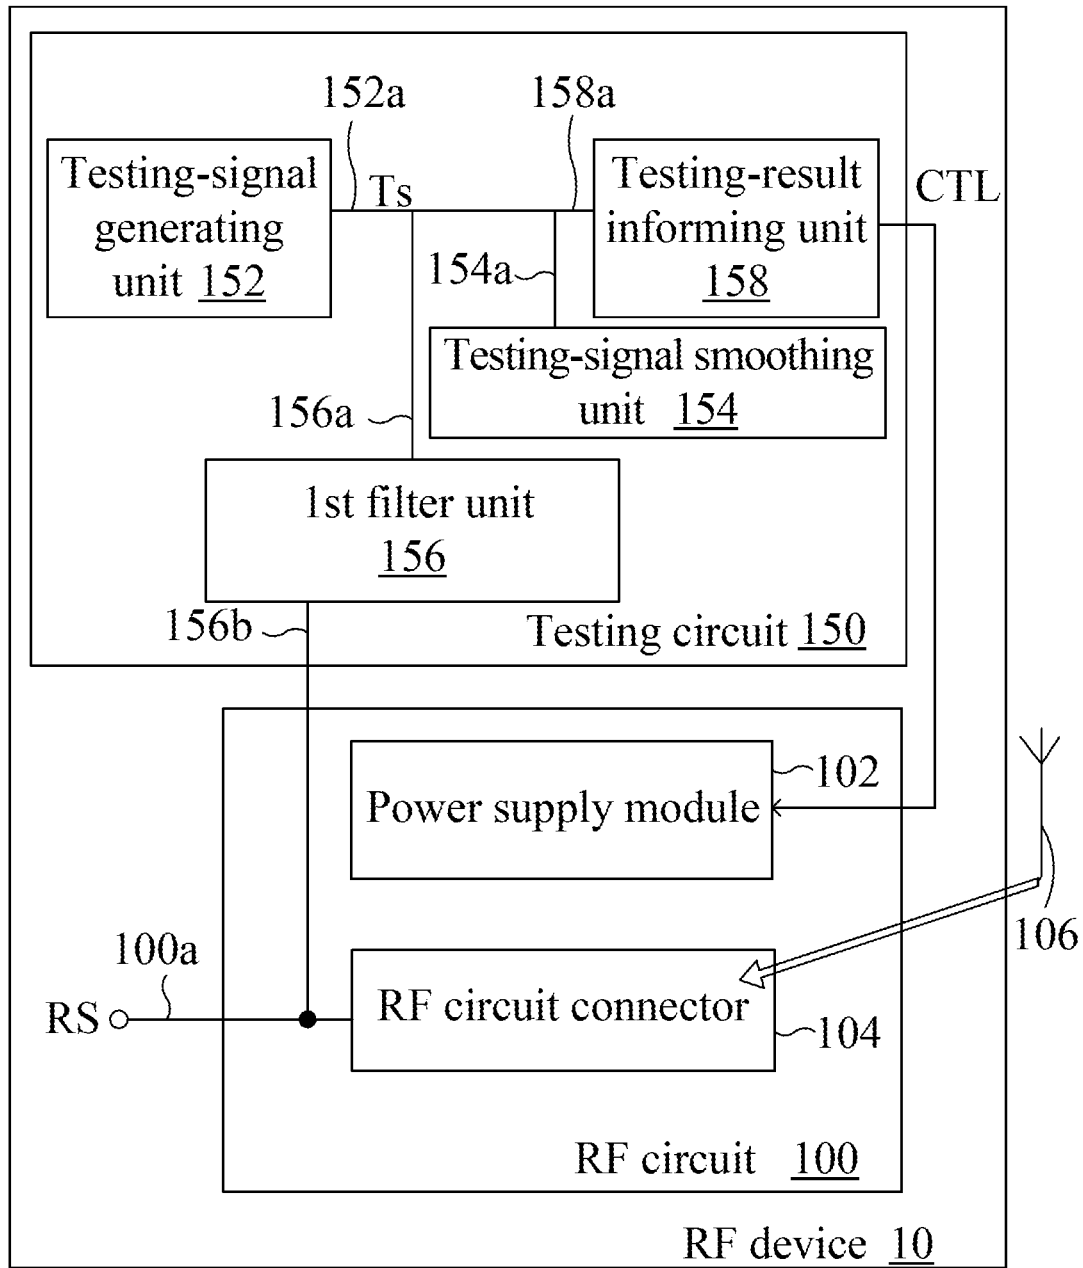 152a
158a
Testing-signal
generating
unit 152
Ts
Testing-result
informing unit
158
CTL
154a
Testing-signal smoothing
unit 154
156a
1st filter unit
156
156b
Testing circuit 150
102
Power supply module
106
100a
RS
RF circuit connector
104
RF circuit 100
RF device 10